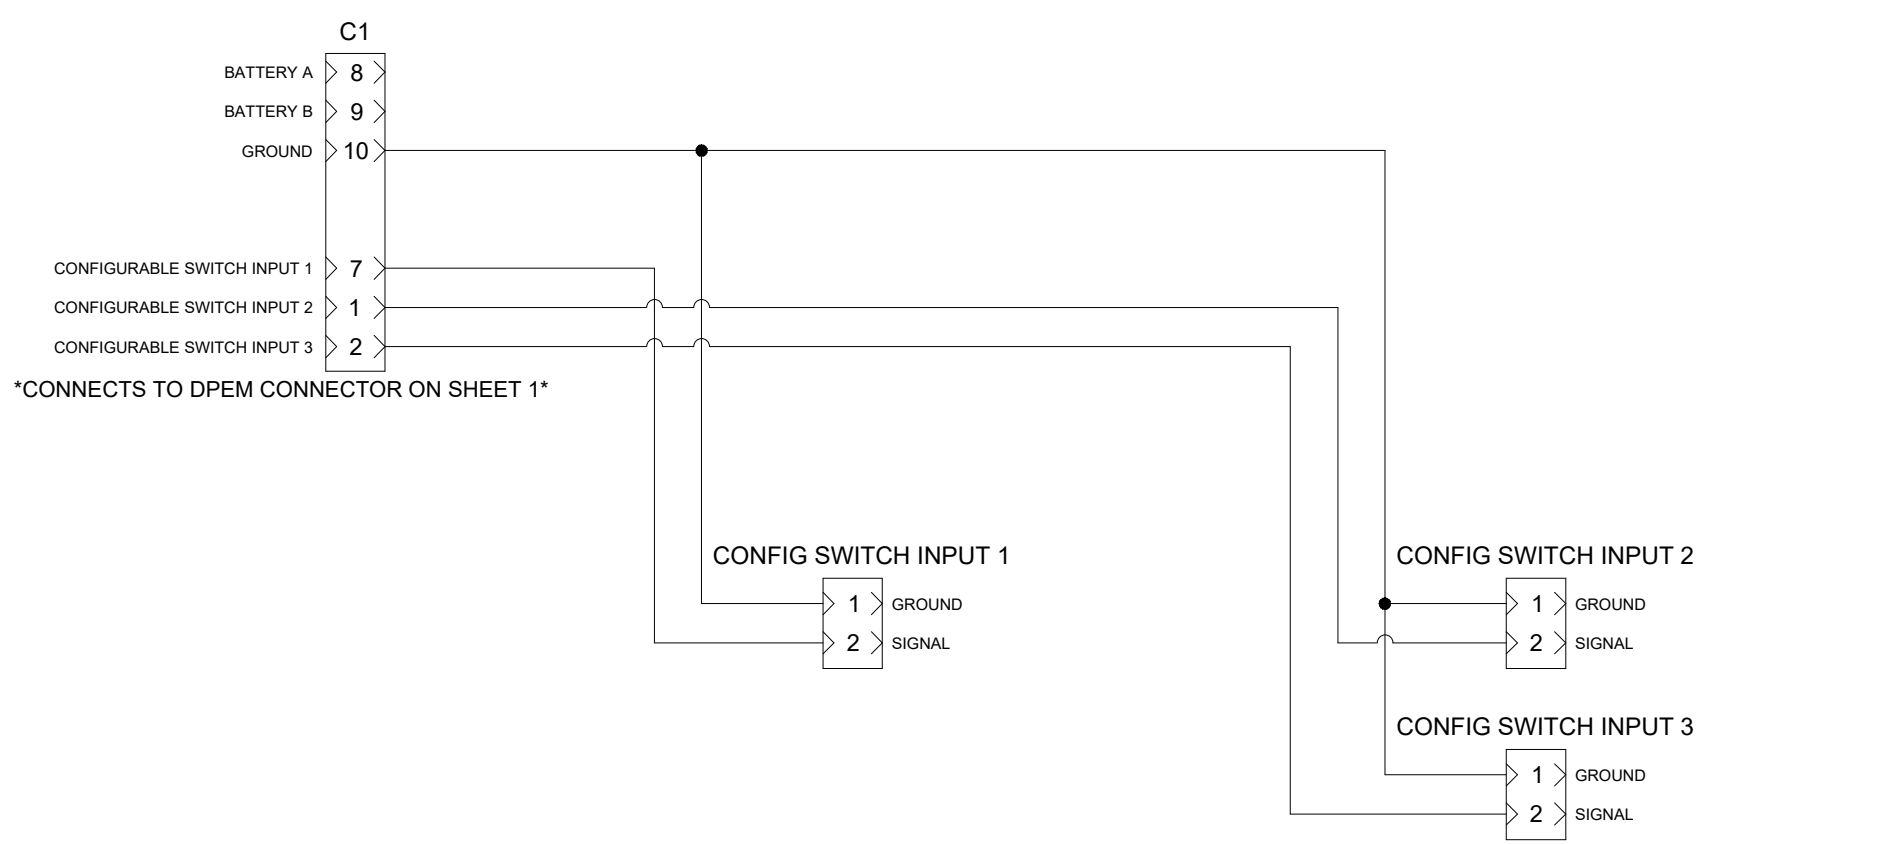 C1
BATTERY A 8
BATTERY B 9
GROUND 10
CONFIGURABLE SWITCH INPUT 1 7
CONFIGURABLE SWITCH INPUT 2 1
CONFIGURABLE SWITCH INPUT 3 2
*CONNECTS TO DPEM CONNECTOR ON SHEET 1*
CONFIG SWITCH INPUT 1
1 GROUND
2 SIGNAL
CONFIG SWITCH INPUT 2
1 GROUND
2 SIGNAL
CONFIG SWITCH INPUT 3
1 GROUND
2 SIGNAL